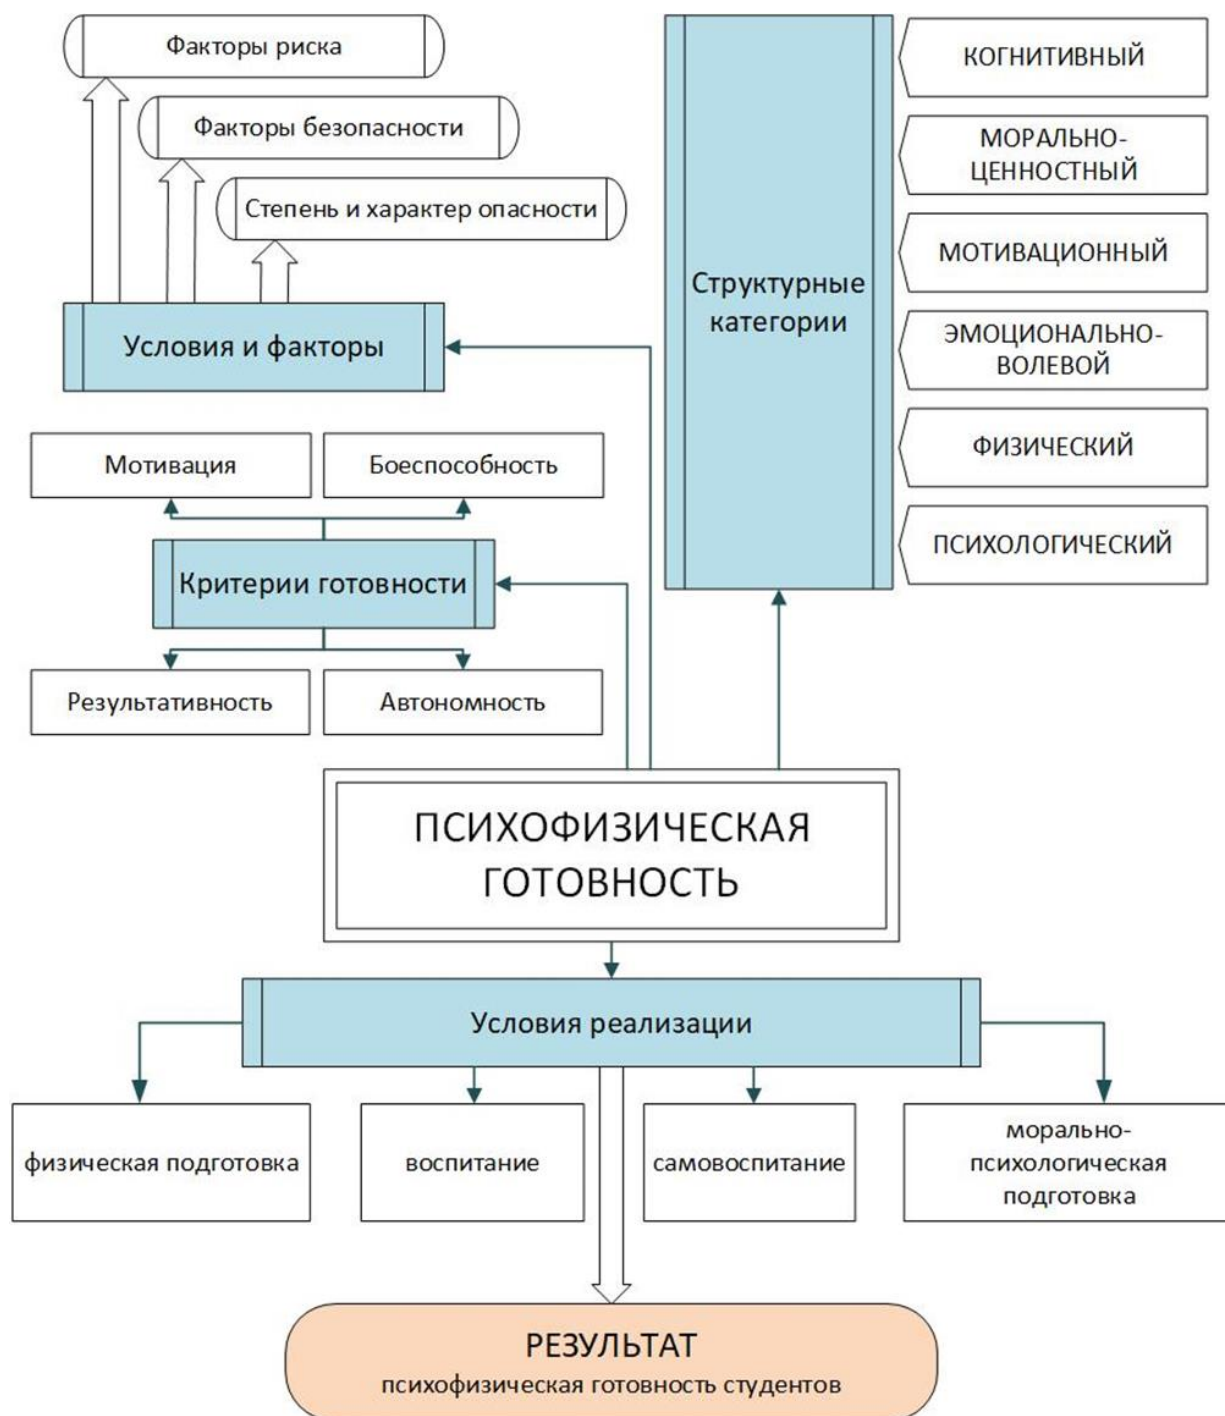 Факторы риска
Факторы безопасности
Степень и характер опасности
Условия и факторы
Структурные
категории
КОГНИТИВНЫЙ
МОРАЛЬНО-
ЦЕННОСТНЫЙ
МОТИВАЦИОННЫЙ
ЭМОЦИОНАЛЬНО-
ВОЛЕВОЙ
ФИЗИЧЕСКИЙ
ПСИХОЛОГИЧЕСКИЙ
Мотивация
Боеспособность
Критерии готовности
Результативность
Автономность
ПСИХОФИЗИЧЕСКАЯ
ГОТОВНОСТЬ
Условия реализации
физическая подготовка
воспитание
самовоспитание
морально-
психологическая
подготовка
РЕЗУЛЬТАТ
психофизическая готовность студентов